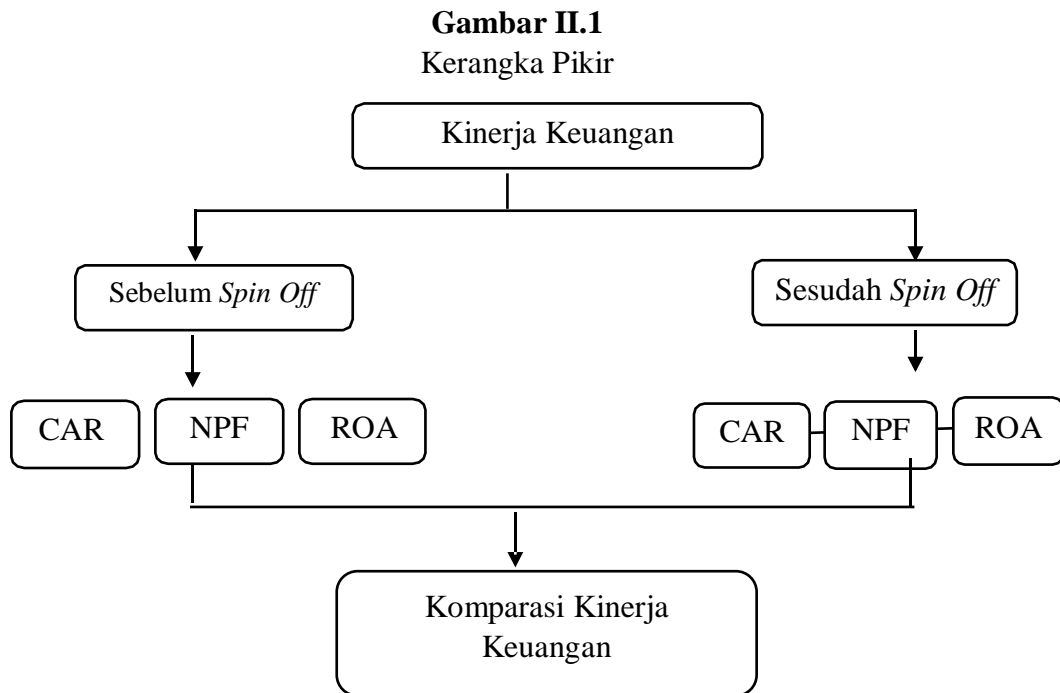 Gambar II.1
Kerangka Pikir
Kinerja Keuangan
Sebelum Spin Off
Sesudah Spin Off
CAR
NPF
ROA
CAR
NPF
ROA
Komparasi Kinerja
Keuangan